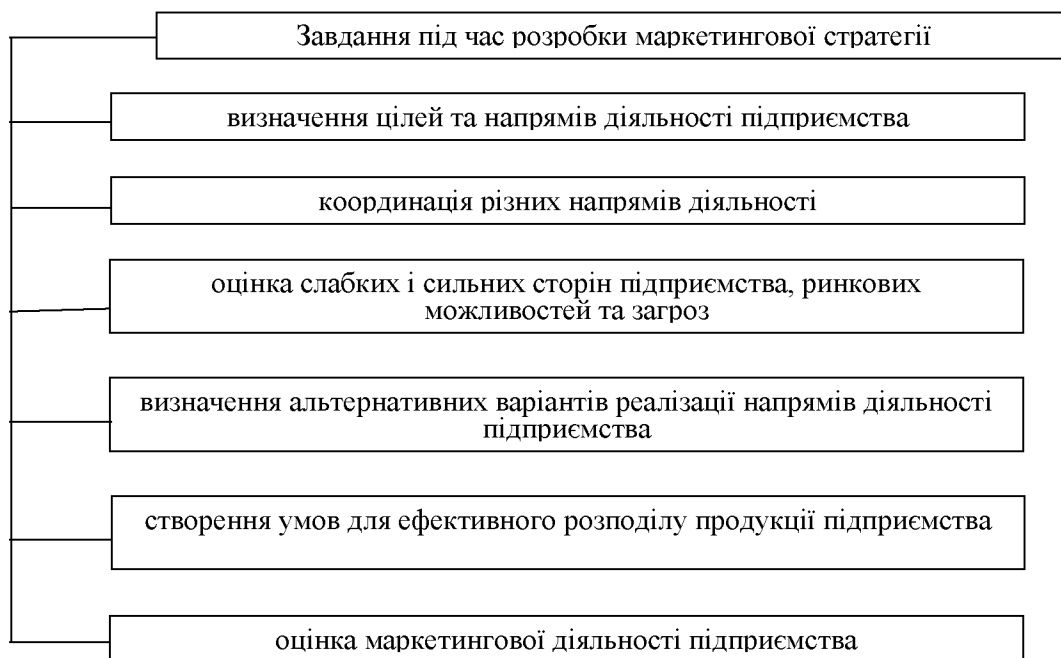 Завдання під час розробки маркетингової стратегії
визначення цілей та напрямів діяльності підприємства
координація різних напрямів діяльності
оцінка слабких і сильних сторін підприємства, ринкових
можливостей та загроз
визначення альтернативних варіантів реалізації напрямів діяльності
підприємства
створення умов для ефективного розподілу продукції підприємства
оцінка маркетингової діяльності підприємства